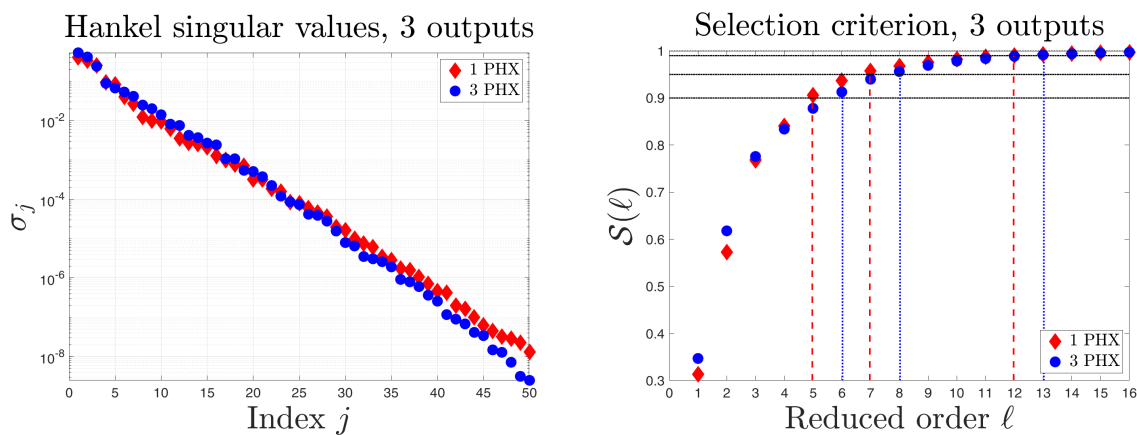 Hankel singular values, 3 outputs
1 PHX
3 PHX
10⁻²
10⁻⁴
10⁻⁶
10⁻⁸
σⱼ
0 5 10 15 20 25 30 35 40 45 50
Index j
Selection criterion, 3 outputs
1
0.9
0.8
0.7
0.6
0.5
0.4
0.3
S(ℓ)
1 PHX
3 PHX
0 1 2 3 4 5 6 7 8 9 10 11 12 13 14 15 16
Reduced order ℓ